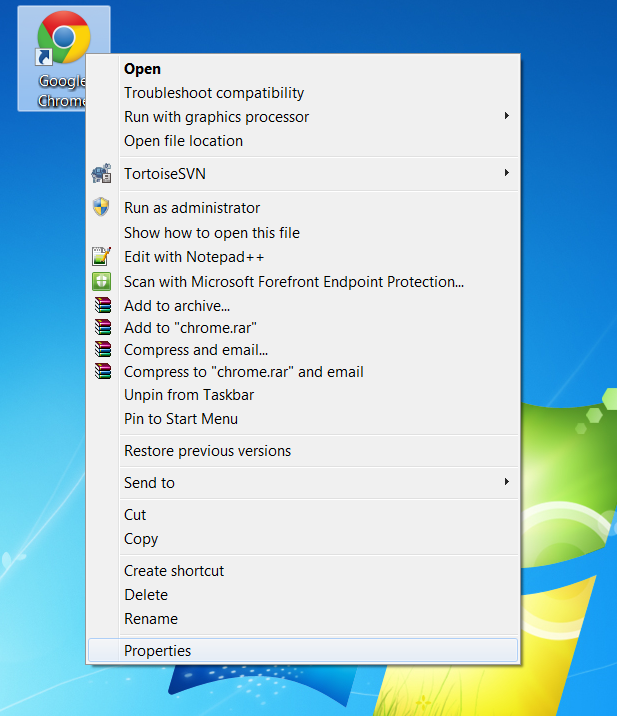 Google
Chrome
Open
Troubleshoot compatibility
Run with graphics processor
Open file location
TortoiseSVN
Run as administrator
Show how to open this file
Edit with Notepad++
Scan with Microsoft Forefront Endpoint Protection...
Add to archive...
Add to "chrome.rar"
Compress and email...
Compress to "chrome.rar" and email
Unpin from Taskbar
Pin to Start Menu
Restore previous versions
Send to
Cut
Copy
Create shortcut
Delete
Rename
Properties